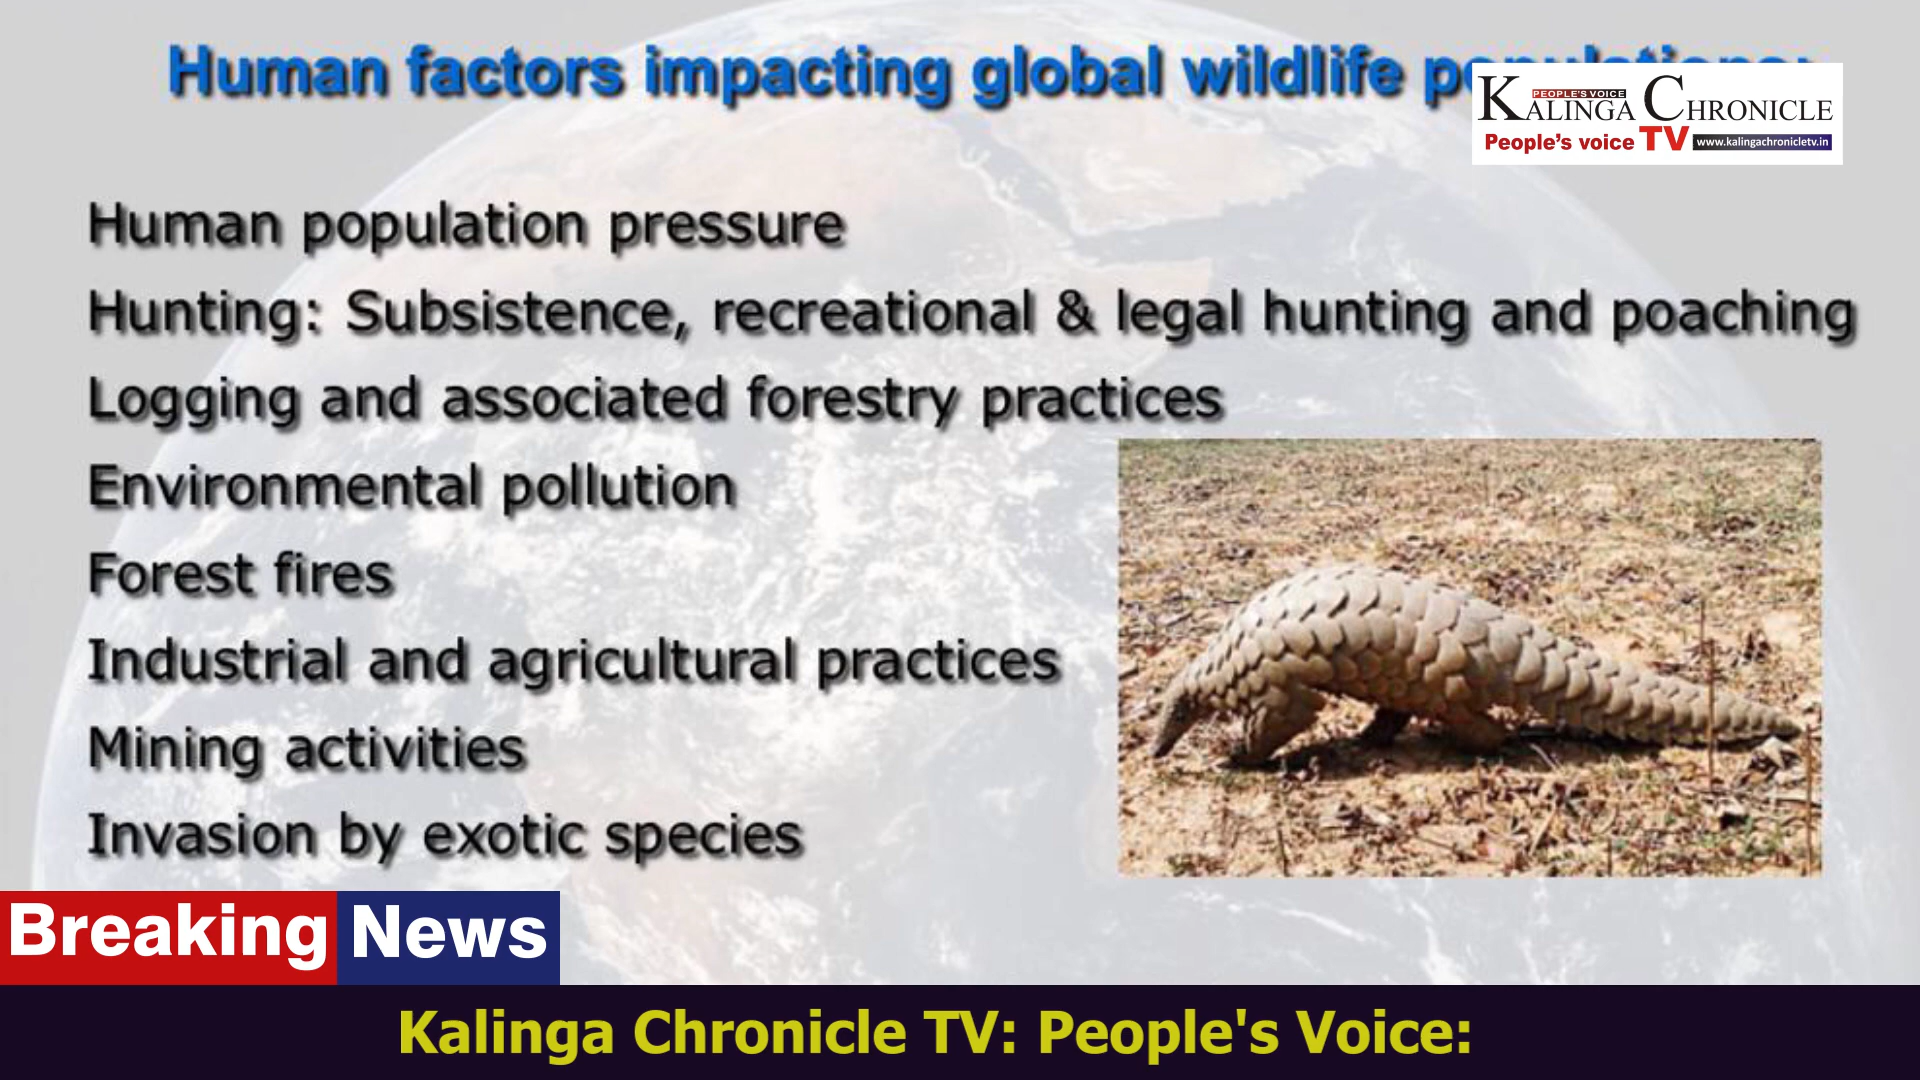 Human factors impacting global wildlife
PEOPLE'S VOICE
KALINGA CHRONICLE
People's voice TV www.kalingachronicletv.in
Human population pressure
Hunting: Subsistence, recreational & legal hunting and poaching
Logging and associated forestry practices
Environmental pollution
Forest fires
Industrial and agricultural practices
Mining activities
Invasion by exotic species
Breaking News
Kalinga Chronicle TV: People's Voice: